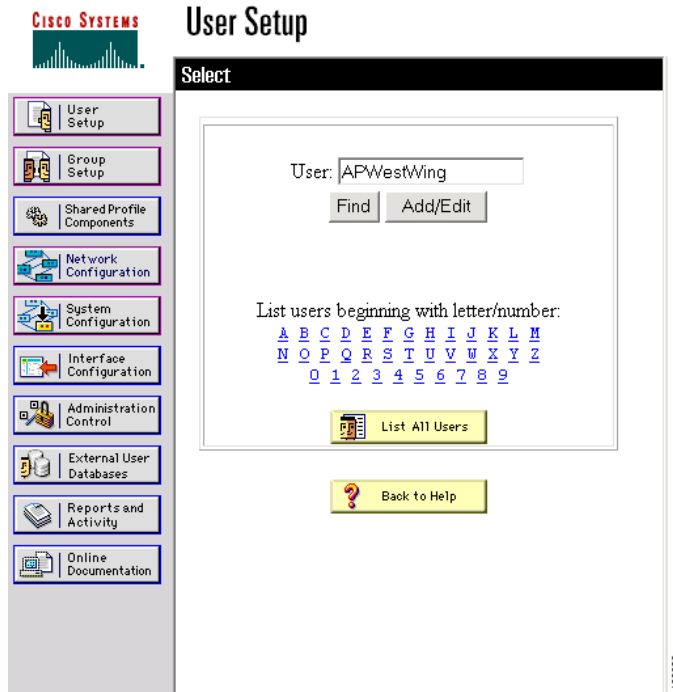 CISCO SYSTEMS
User Setup
Select
User
Setup
Group
Setup
Shared Profile
Components
Network
Configuration
System
Configuration
Interface
Configuration
Administration
Control
External User
Databases
Reports and
Activity
Online
Documentation
User: APWestWing
Find Add/Edit
List users beginning with letter/number:
A B C D E F G H I J K L M
N O P Q R S T U V W X Y Z
0 1 2 3 4 5 6 7 8 9
List All Users
Back to Help